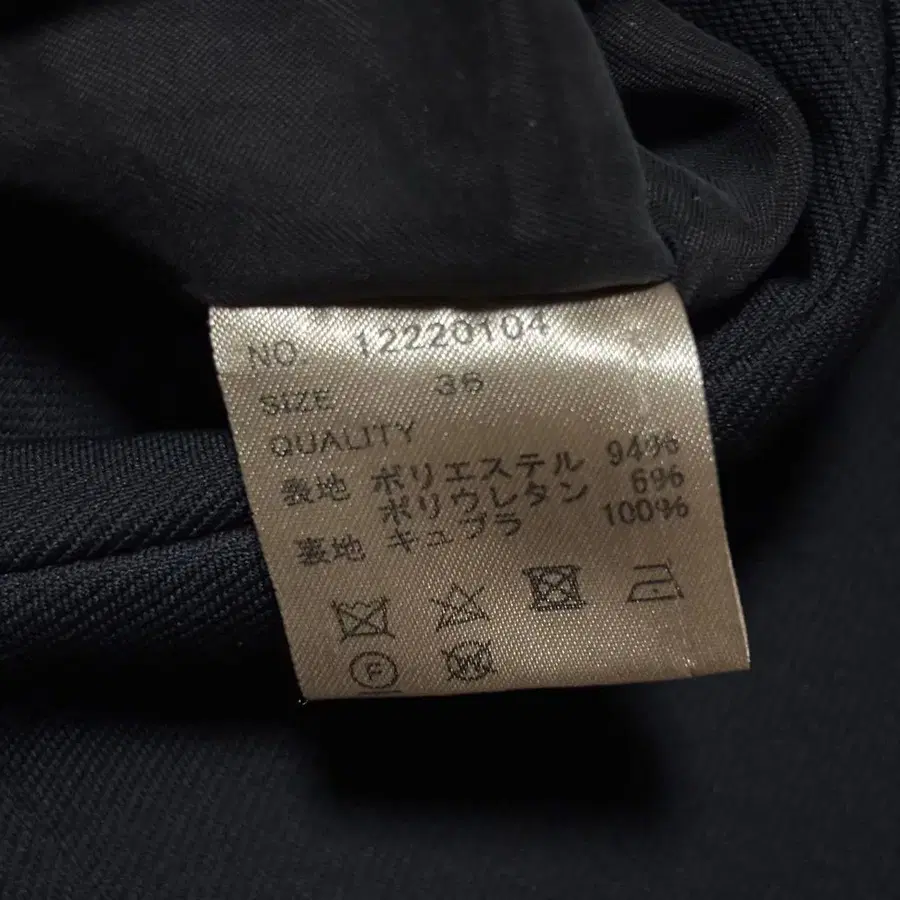 NO. 12220104
SIZE 36
QUALITY
表地 ポリエステル 94%
ポリウレタン 6%
裏地 キュプラ 100%
F
W